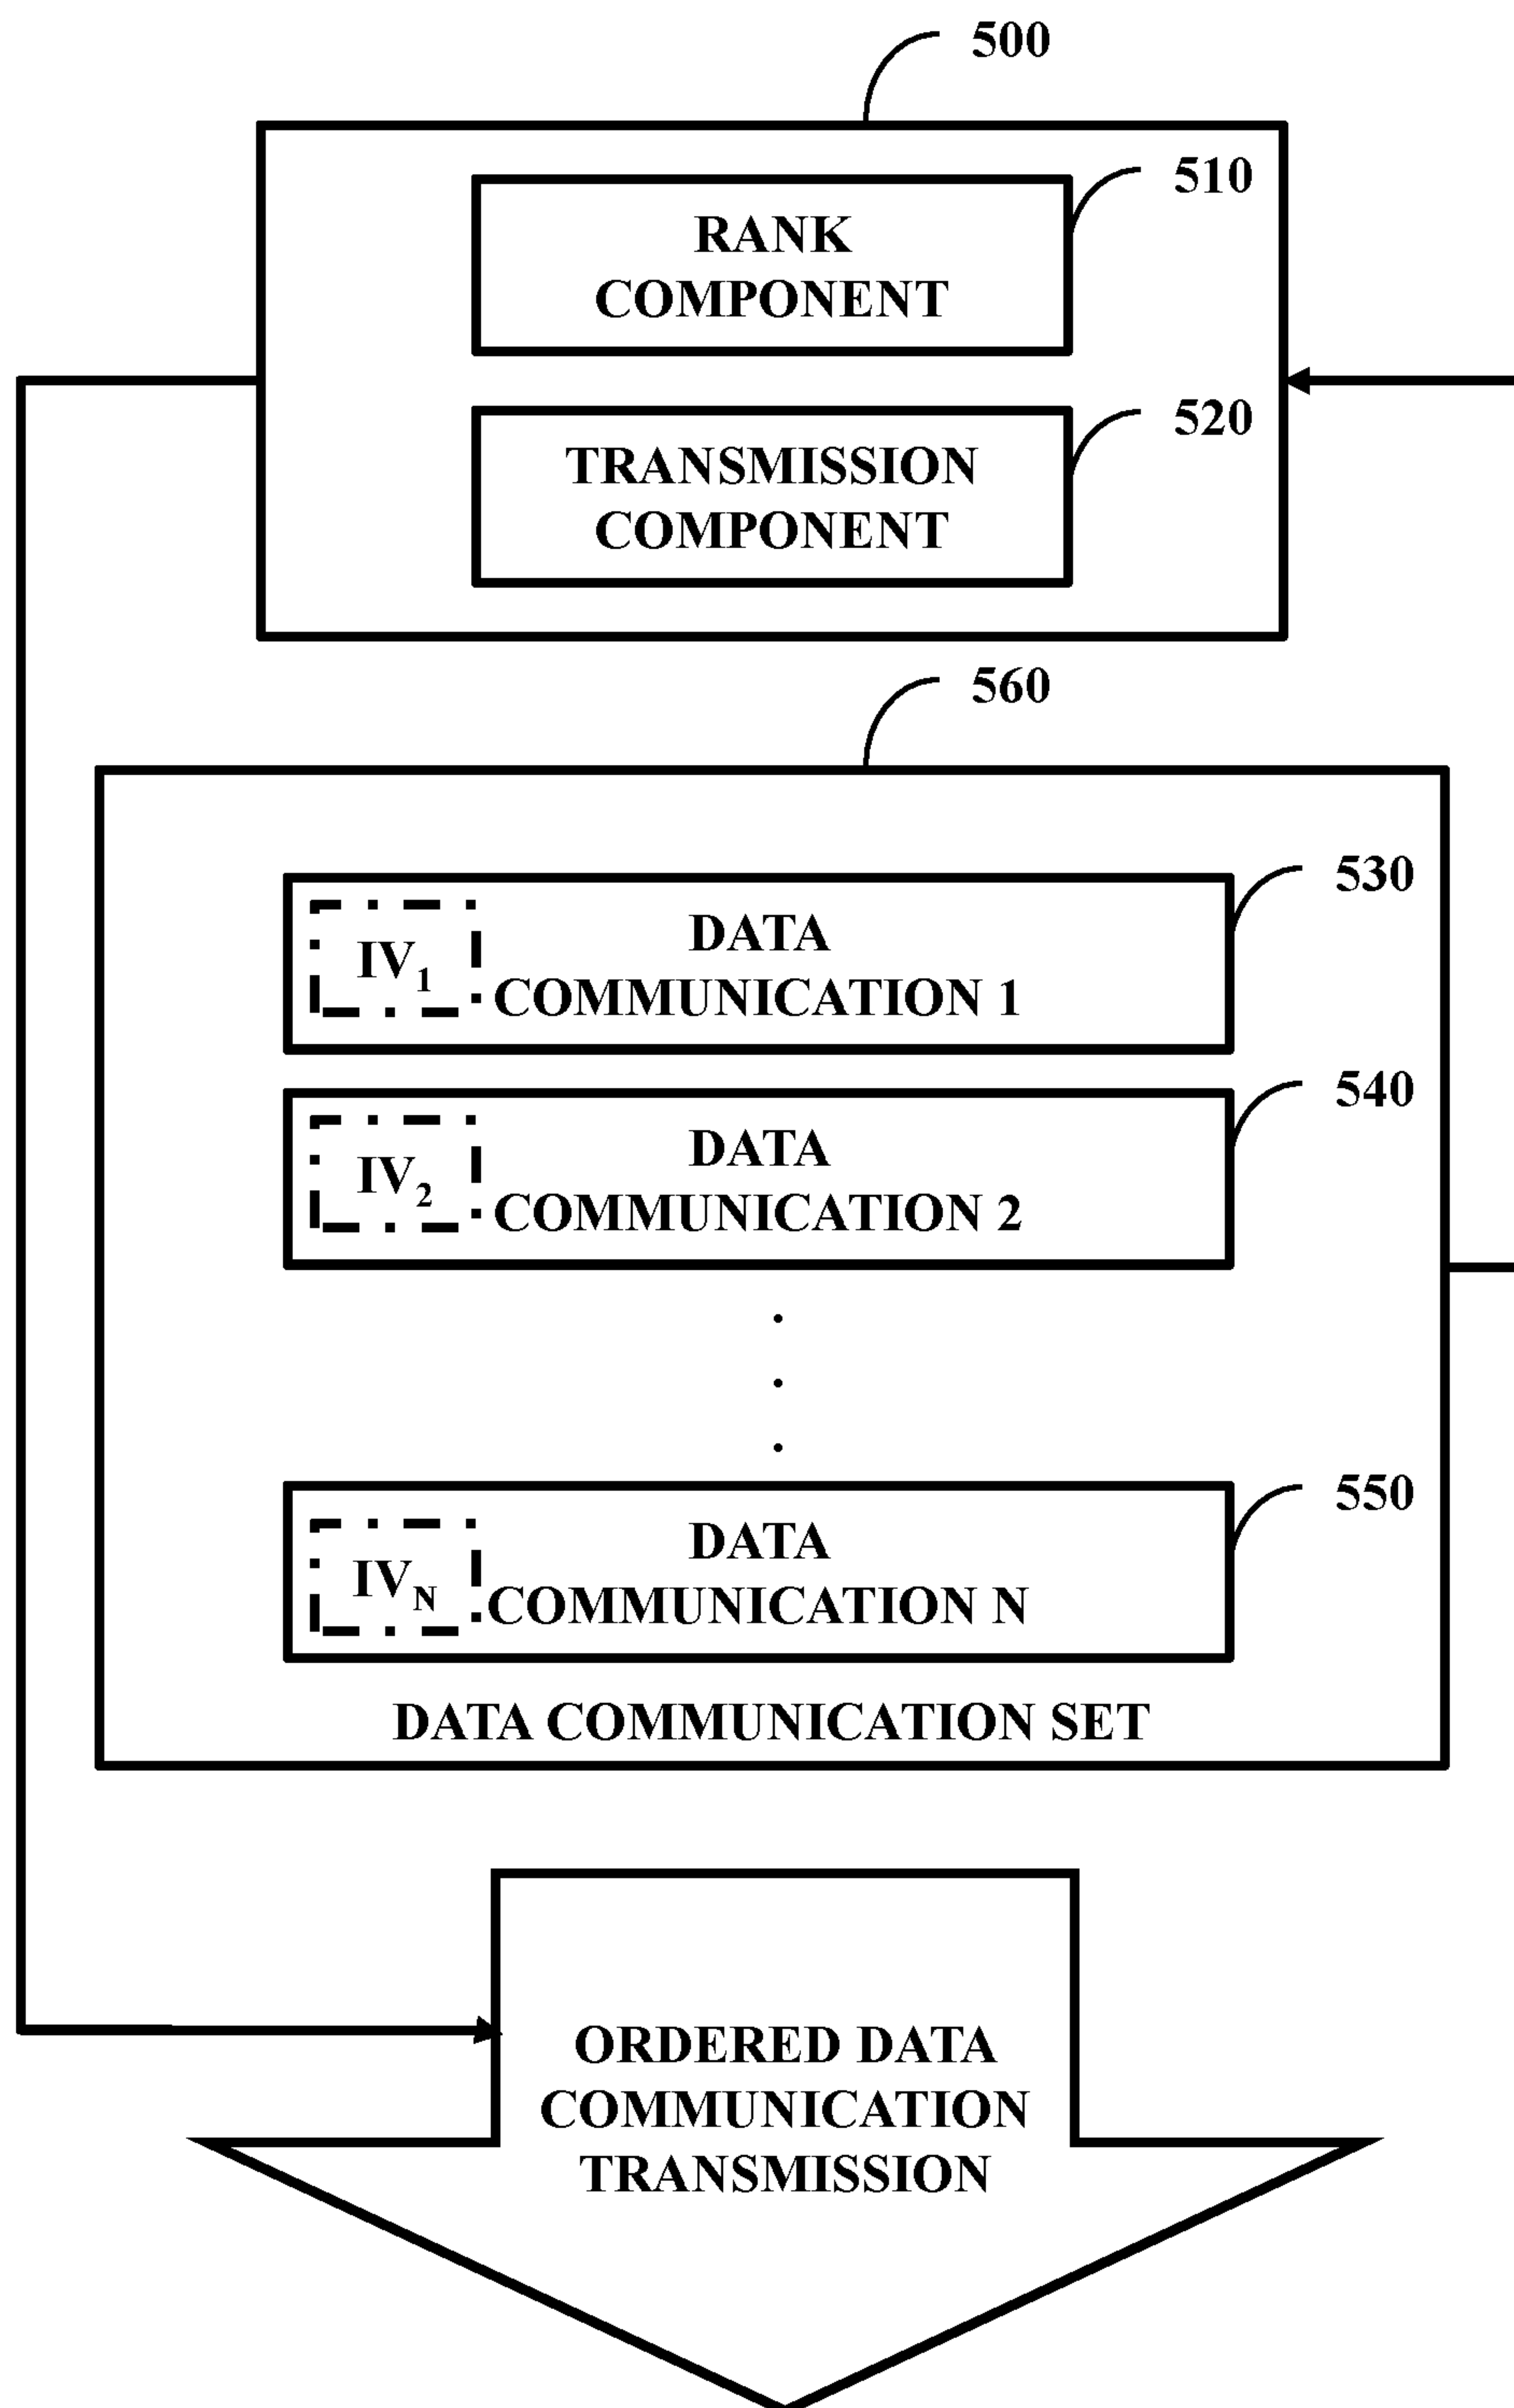 500
510
RANK
COMPONENT
520
TRANSMISSION
COMPONENT
560
530
IV1
DATA
COMMUNICATION 1
540
IV2
DATA
COMMUNICATION 2
550
IVN
DATA
COMMUNICATION N
DATA COMMUNICATION SET
ORDERED DATA
COMMUNICATION
TRANSMISSION